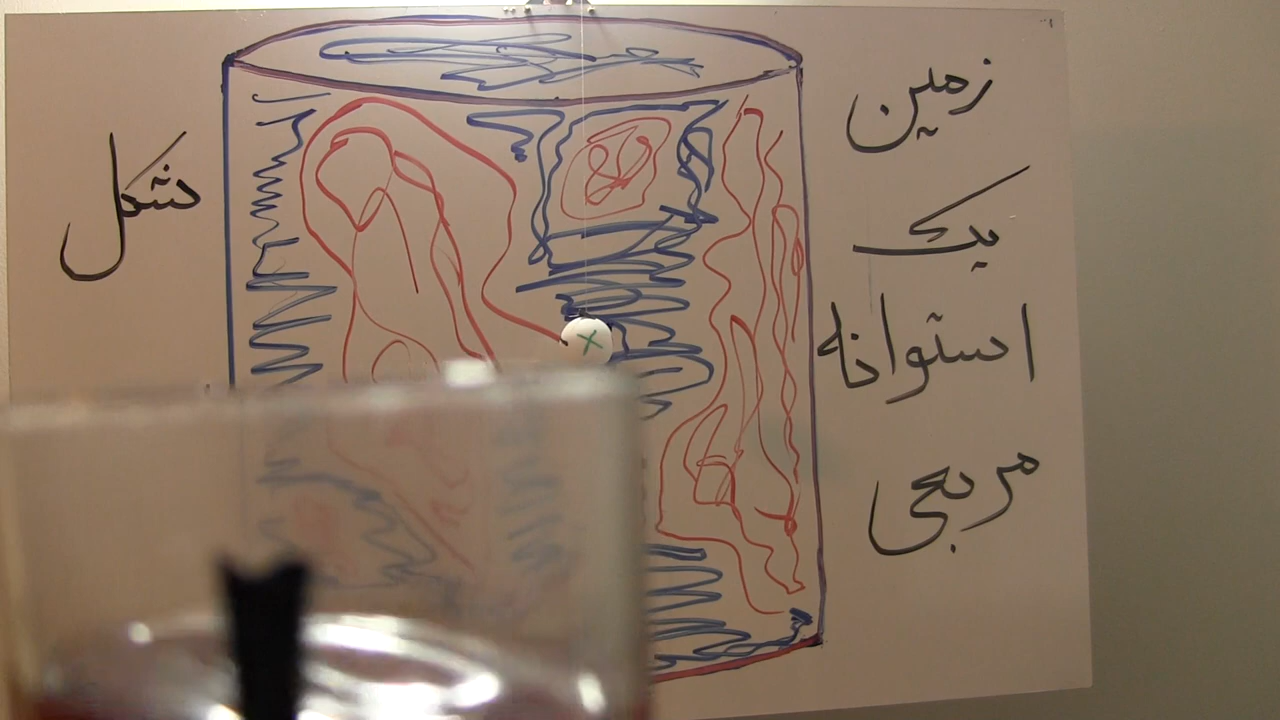 زمین
یک
استوانه
مربعی
شکل
X